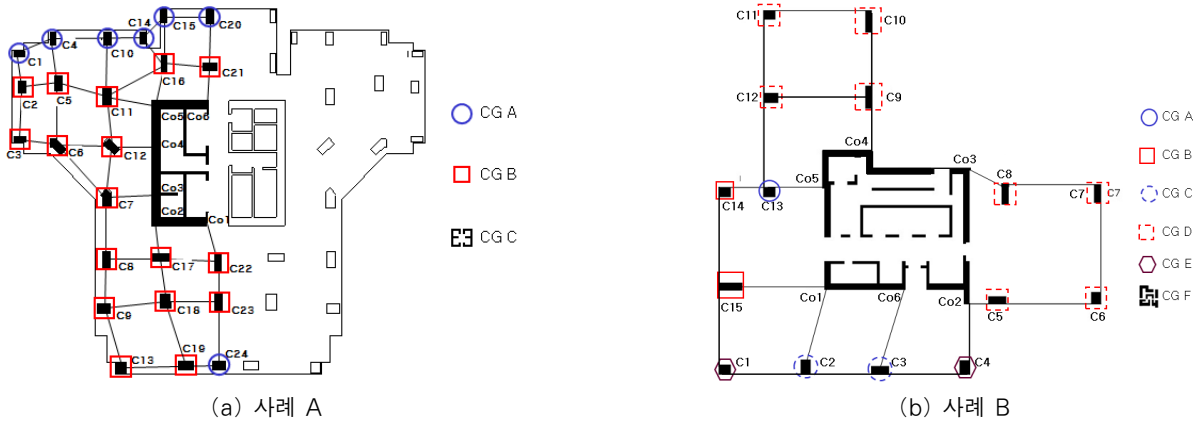 C14
C15
C20
C4
C10
C1
C16
C21
C2
C5
C11
Co5
Co6
C3
C6
C12
Co4
Co3
C7
Co2
Co1
C8
C17
C22
C9
C18
C23
C13
C19
C24
CG A
CG B
CG C
(a) 사례 A
C11
C10
C12
C9
Co4
Co3
Co5
C8
C7
C7
C14
C13
Co1
Co6
Co2
C15
C5
C6
C1
C2
C3
C4
CG A
CG B
CG C
CG D
CG E
CG F
(b) 사례 B